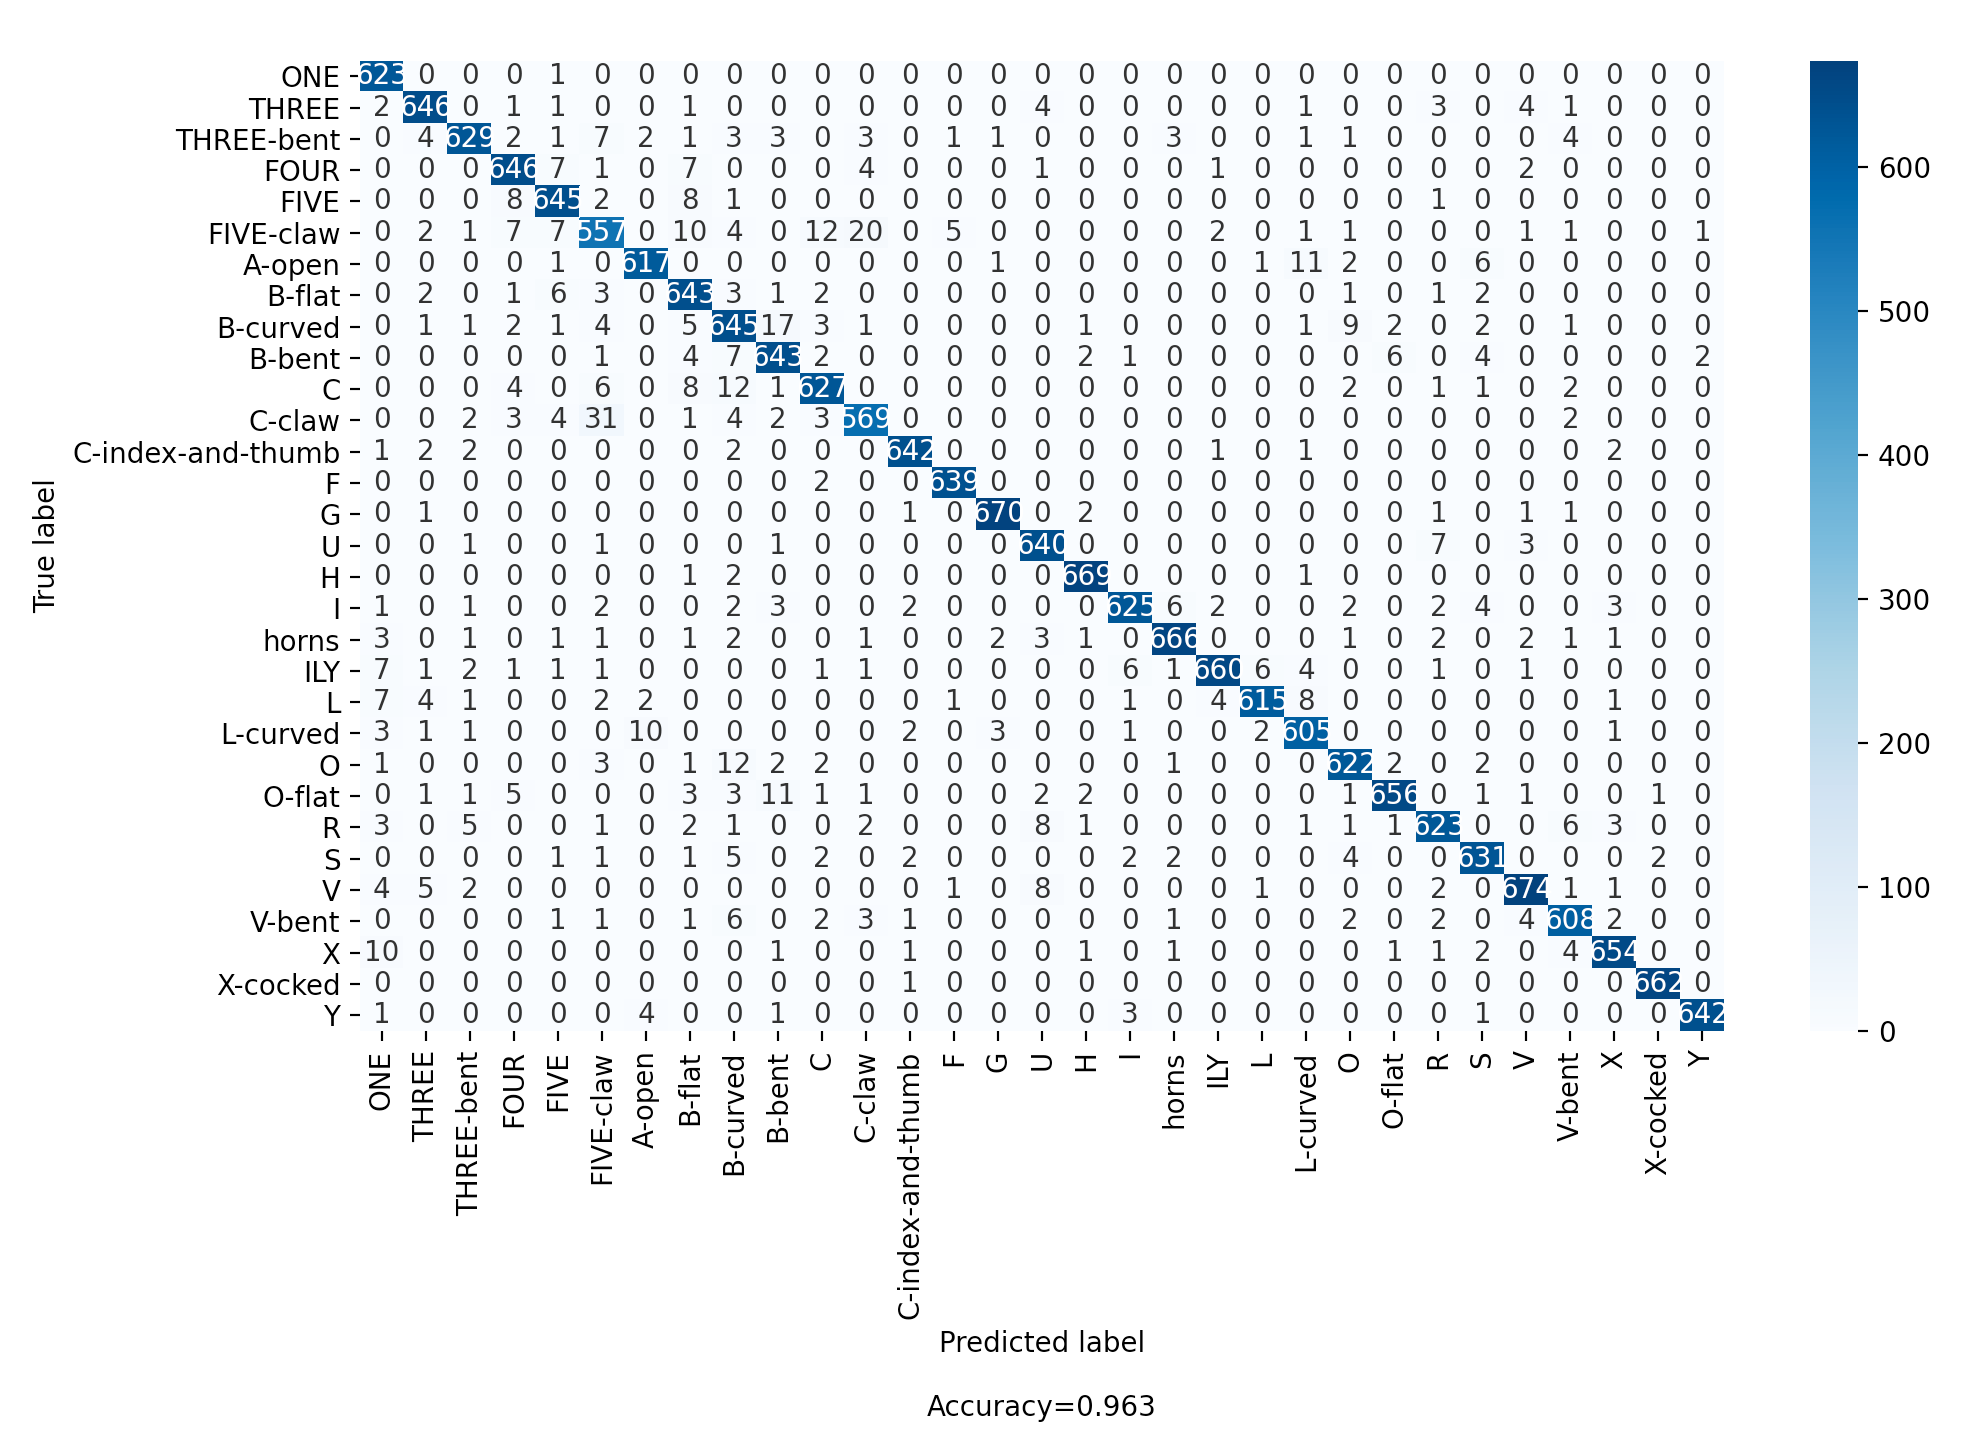 ONE 623 0 0 0 1 0 0 0 0 0 0 0 0 0 0 0 0 0 0 0 0 0 0 0 0 0 0 0 0 0 0
THREE 2 646 0 1 1 0 0 1 0 0 0 0 0 0 0 4 0 0 0 0 0 1 0 0 3 0 4 1 0 0 0
THREE-bent 0 4 629 2 1 7 2 1 3 3 0 3 0 1 1 0 0 0 3 0 0 1 1 0 0 0 0 4 0 0 0
FOUR 0 0 0 646 7 1 0 7 0 0 0 4 0 0 0 1 0 0 0 1 0 0 0 0 0 0 2 0 0 0 0
600
FIVE 0 0 0 8 645 2 0 8 1 0 0 0 0 0 0 0 0 0 0 0 0 0 0 0 1 0 0 0 0 0 0
FIVE-claw 0 2 1 7 7 557 0 10 4 0 12 20 0 5 0 0 0 0 0 2 0 1 1 0 0 0 1 1 0 0 1
A-open 0 0 0 0 1 0 617 0 0 0 0 0 0 0 1 0 0 0 0 0 1 11 2 0 0 6 0 0 0 0 0
B-flat 0 2 0 1 6 3 0 643 3 1 2 0 0 0 0 0 0 0 0 0 0 0 1 0 1 2 0 0 0 0 0
500
B-curved 0 1 1 2 1 4 0 5 645 17 3 1 0 0 0 0 1 0 0 0 0 1 9 2 0 2 0 1 0 0 0
B-bent 0 0 0 0 0 1 0 4 7 643 2 0 0 0 0 0 2 1 0 0 0 0 0 6 0 4 0 0 0 0 2
C 0 0 0 4 0 6 0 8 12 1 627 0 0 0 0 0 0 0 0 0 0 0 2 0 1 1 0 2 0 0 0
C-claw 0 0 2 3 4 31 0 1 4 2 3 569 0 0 0 0 0 0 0 0 0 0 0 0 0 0 0 2 0 0 0
C-index-and-thumb 1 2 2 0 0 0 0 0 2 0 0 0 642 0 0 0 0 0 0 1 0 1 0 0 0 0 0 0 2 0 0
400
F 0 0 0 0 0 0 0 0 0 0 2 0 0 639 0 0 0 0 0 0 0 0 0 0 0 0 0 0 0 0 0
G 0 1 0 0 0 0 0 0 0 0 0 0 1 0 670 0 2 0 0 0 0 0 0 0 1 0 1 1 0 0 0
U 0 0 1 0 0 1 0 0 0 1 0 0 0 0 0 640 0 0 0 0 0 0 0 0 7 0 3 0 0 0 0
H 0 0 0 0 0 0 0 1 2 0 0 0 0 0 0 0 669 0 0 0 0 1 0 0 0 0 0 0 0 0 0
I 1 0 1 0 0 2 0 0 2 3 0 0 2 0 0 0 0 625 6 2 0 0 2 0 2 4 0 0 3 0 0
300
horns 3 0 1 0 1 1 0 1 2 0 0 1 0 0 2 3 1 0 666 0 0 0 1 0 2 0 2 1 1 0 0
ILY 7 1 2 1 1 1 0 0 0 0 1 1 0 0 0 0 0 6 1 660 6 4 0 0 1 0 1 0 0 0 0
L 7 4 1 0 0 2 2 0 0 0 0 0 0 1 0 0 0 1 0 4 615 8 0 0 0 0 0 0 1 0 0
L-curved 3 1 1 0 0 0 10 0 0 0 0 0 2 0 3 0 0 1 0 0 2 605 0 0 0 0 0 0 1 0 0
200
O 1 0 0 0 0 3 0 1 12 2 2 0 0 0 0 0 0 0 1 0 0 0 622 2 0 2 0 0 0 0 0
O-flat 0 1 1 5 0 0 0 3 3 11 1 1 0 0 0 2 2 0 0 0 0 0 1 656 0 1 1 0 0 1 0
R 3 0 5 0 0 1 0 2 1 0 0 2 0 0 0 8 1 0 0 0 0 1 1 1 623 0 0 6 3 0 0
S 0 0 0 0 1 1 0 1 5 0 2 0 2 0 0 0 0 2 2 0 0 0 4 0 0 631 0 0 0 2 0
V 4 5 2 0 0 0 0 0 0 0 0 0 0 1 0 8 0 0 0 0 1 0 0 0 2 0 674 1 1 0 0
100
V-bent 0 0 0 0 1 1 0 1 6 0 2 3 1 0 0 0 0 0 1 0 0 0 2 0 2 0 4 608 2 0 0
X 10 0 0 0 0 0 0 0 0 1 0 0 1 0 0 0 1 0 1 0 0 0 0 1 1 2 0 4 654 0 0
X-cocked 0 0 0 0 0 0 0 0 0 0 0 0 1 0 0 0 0 0 0 0 0 0 0 0 0 0 0 0 0 662 0
Y 1 0 0 0 0 0 4 0 0 1 0 0 0 0 0 0 0 3 0 0 0 0 0 0 0 1 0 0 0 0 642
0
True label
ONE THREE THREE-bent FOUR FIVE FIVE-claw A-open B-flat B-curved B-bent C C-claw C-index-and-thumb F G U H I horns ILY L L-curved O O-flat R S V V-bent X X-cocked Y
Predicted label
Accuracy=0.963